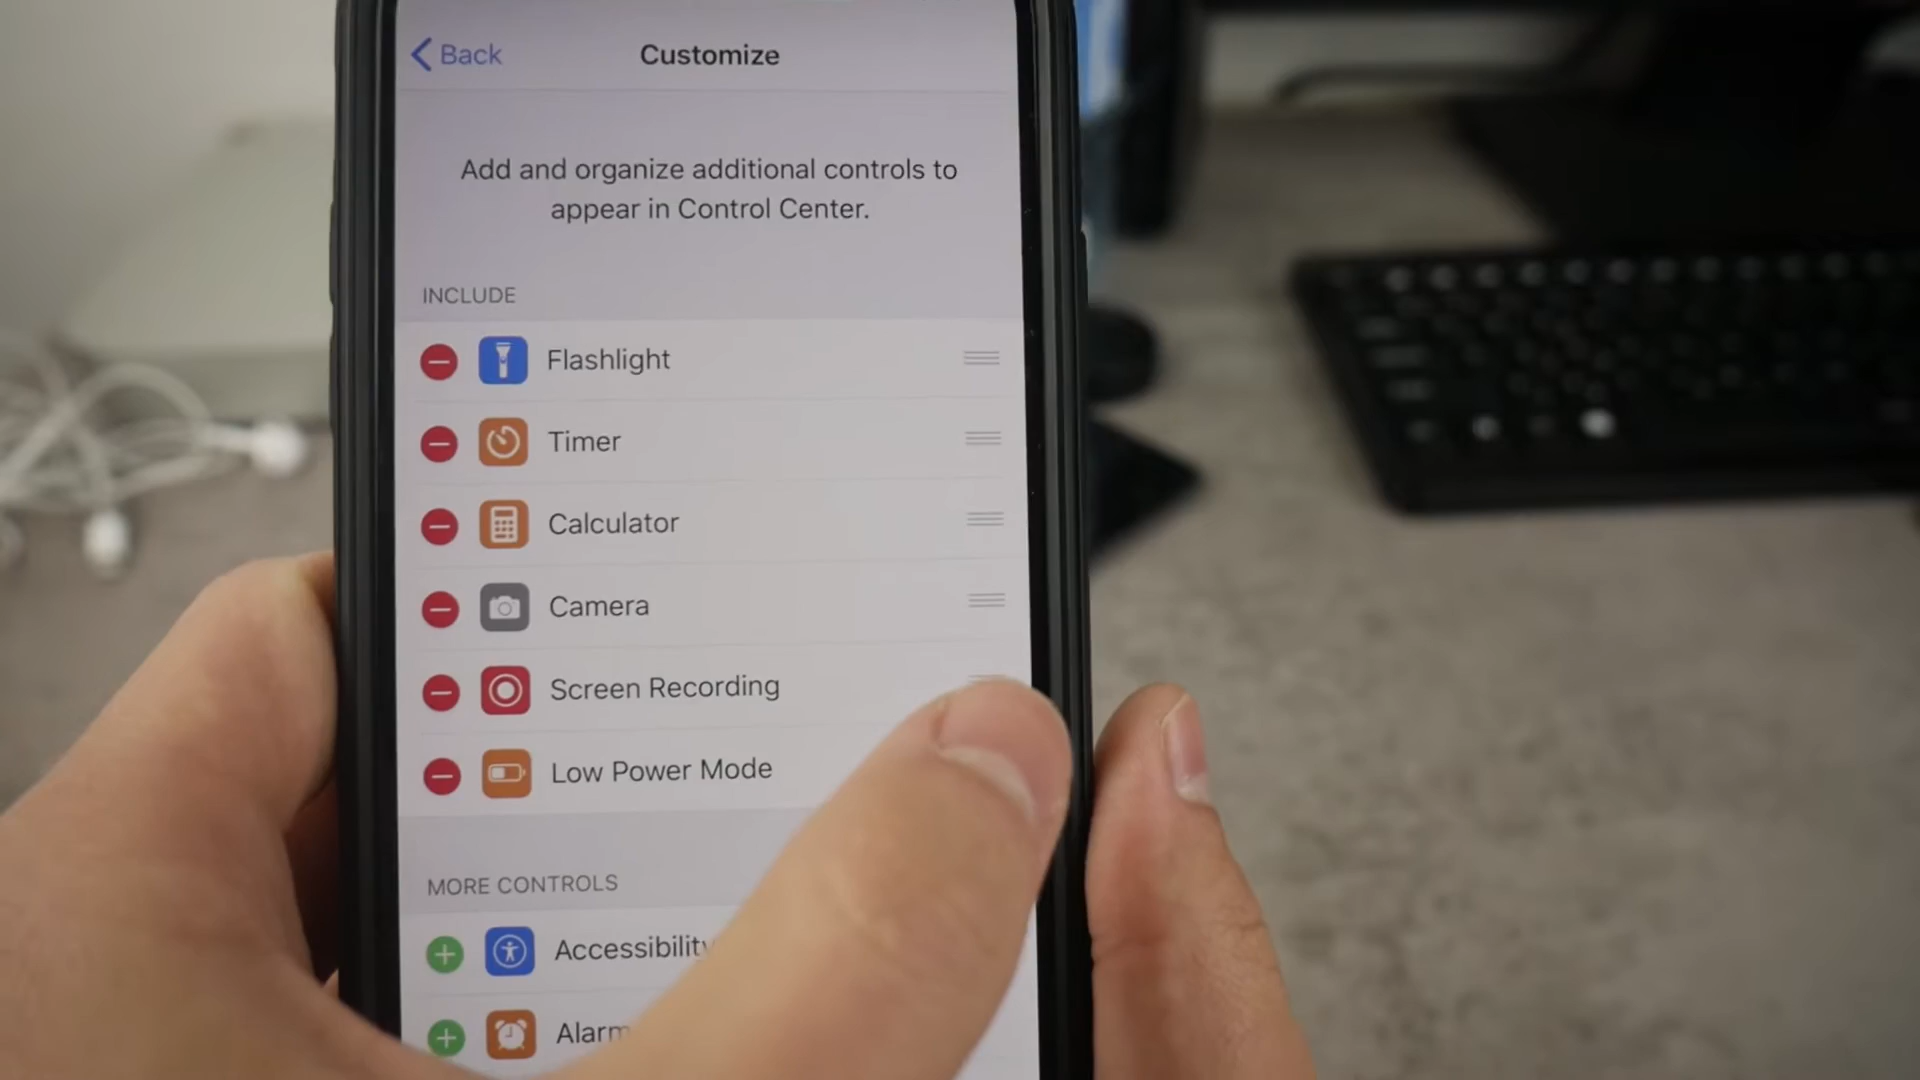 Back
Customize
Add and organize additional controls to
appear in Control Center.
INCLUDE
Flashlight
Timer
Calculator
Camera
Screen Recording
Low Power Mode
MORE CONTROLS
Accessibility
Alarm